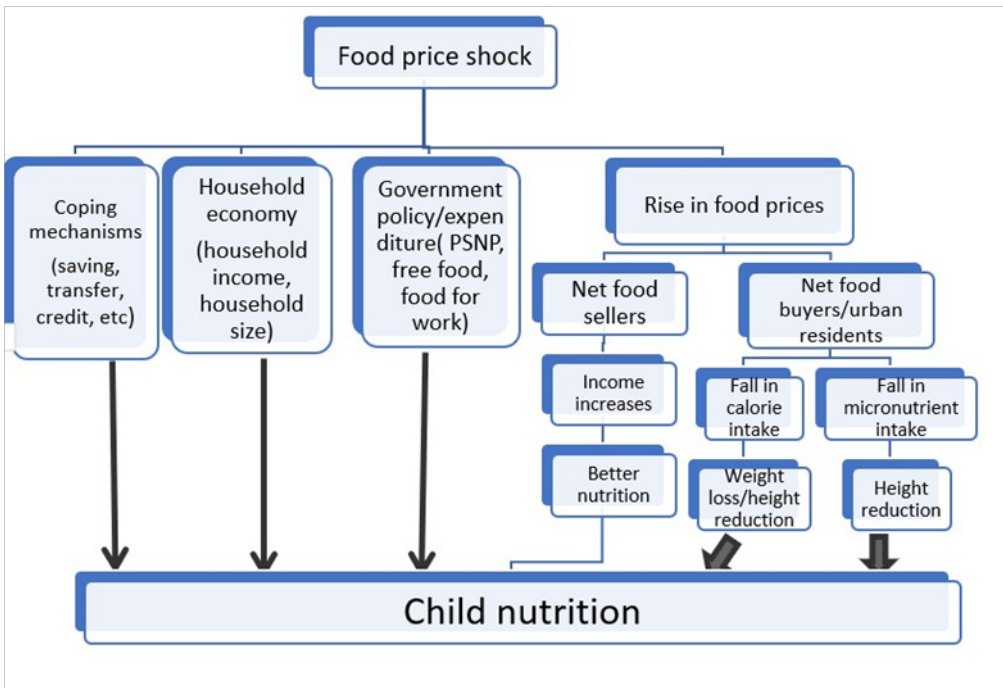 Food price shock
Coping
mechanisms
(saving,
transfer,
credit, etc)
Household
economy
(household
income,
household
size)
Government
policy/expen
diture( PSNP,
free food,
food for
work)
Rise in food prices
Net food
sellers
Net food
buyers/urban
residents
Income
increases
Fall in
calorie
intake
Fall in
micronutrient
intake
Better
nutrition
Weight
loss/height
reduction
Height
reduction
Child nutrition